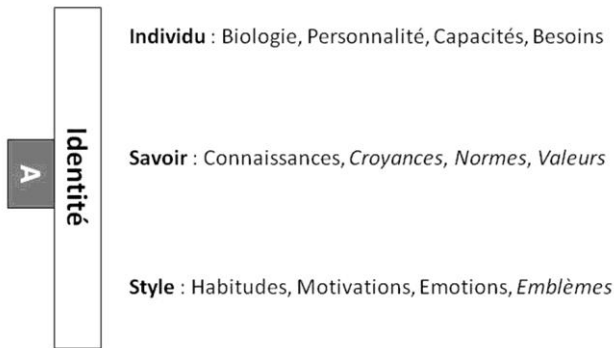 Individu : Biologie, Personnalité, Capacités, Besoins
A
Identité
Savoir : Connaissances, Croyances, Normes, Valeurs
Style : Habitudes, Motivations, Emotions, Emblèmes